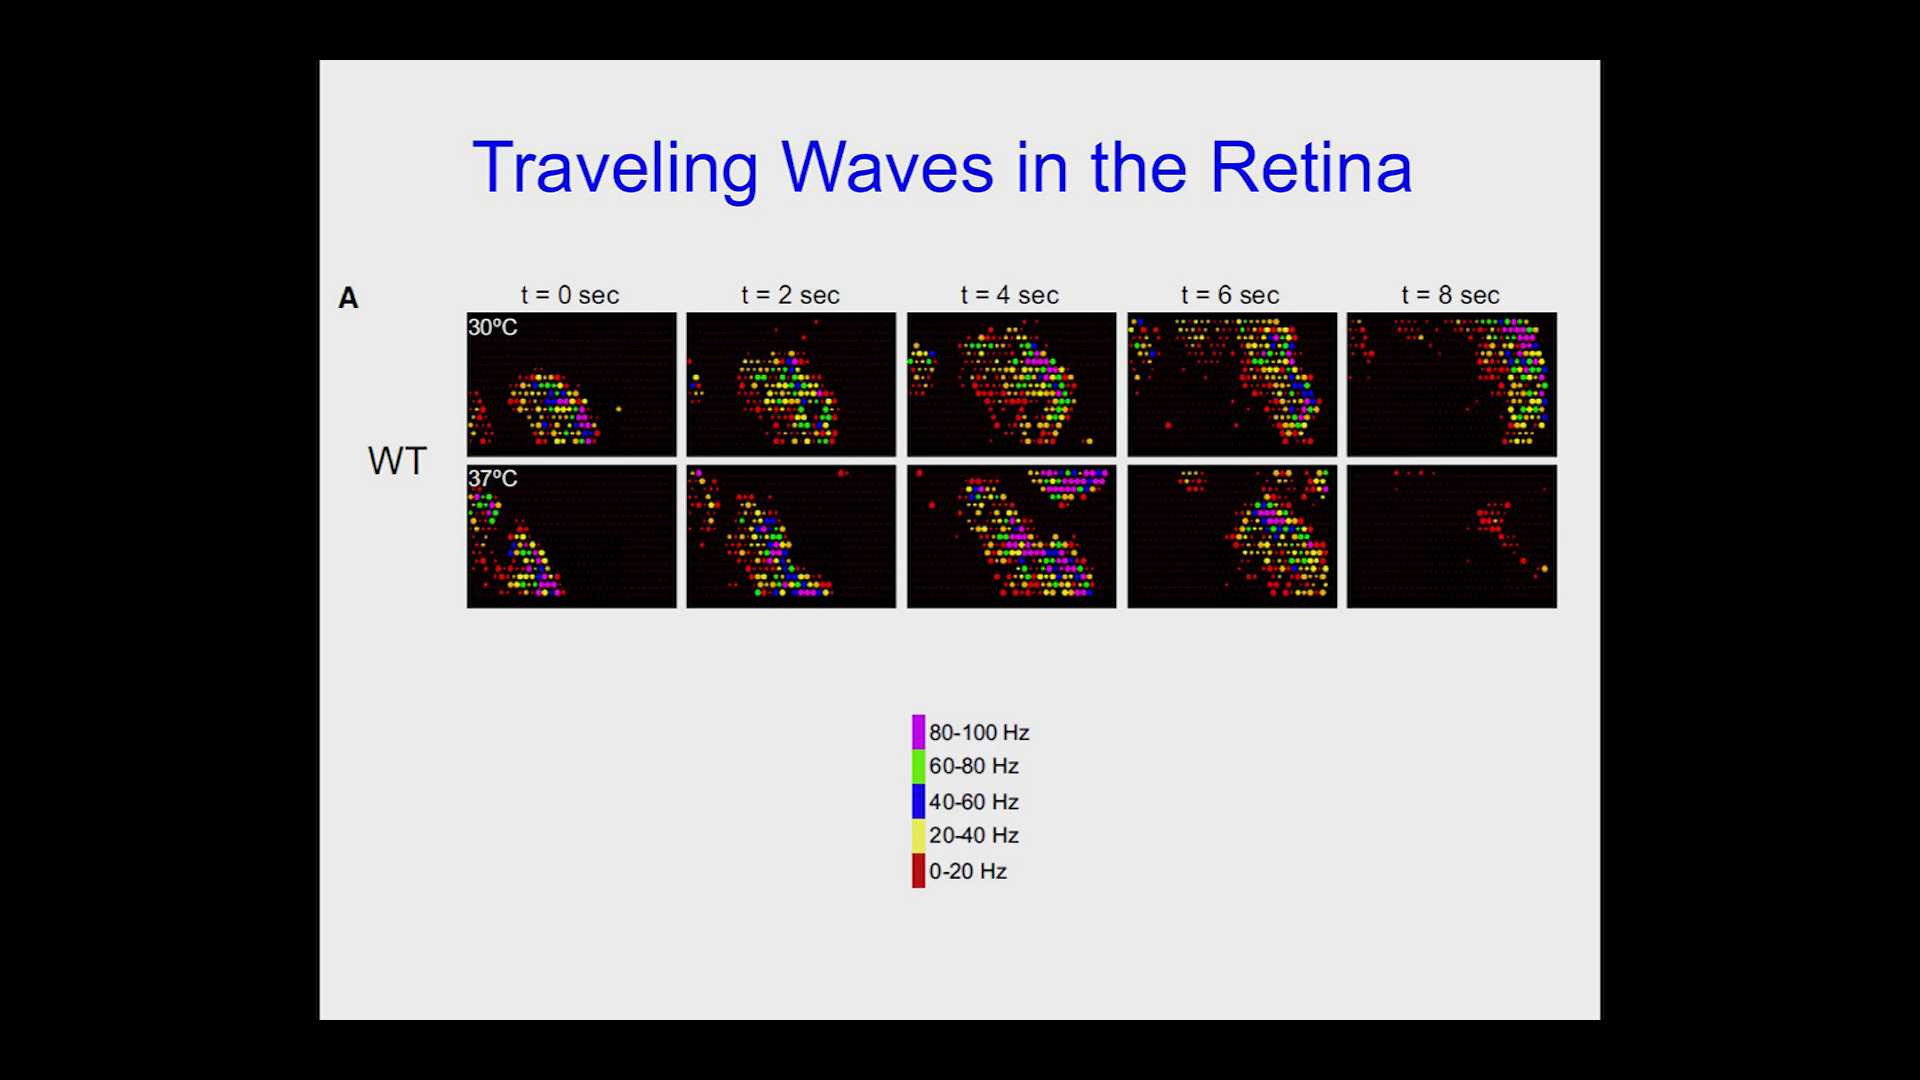 Traveling Waves in the Retina
A
t = 0 sec
t = 2 sec
t = 4 sec
t = 6 sec
t = 8 sec
30ºC
WT
37ºC
80-100 Hz
60-80 Hz
40-60 Hz
20-40 Hz
0-20 Hz